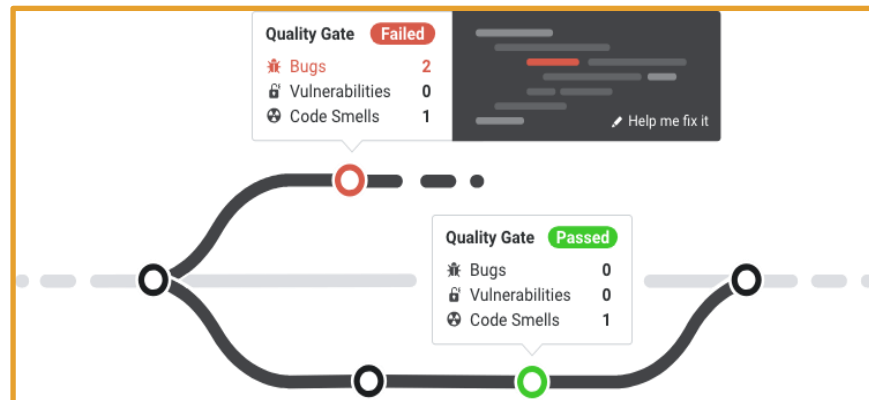 Quality Gate Failed
Bugs 2
Vulnerabilities 0
Code Smells 1
Help me fix it
Quality Gate Passed
Bugs 0
Vulnerabilities 0
Code Smells 1